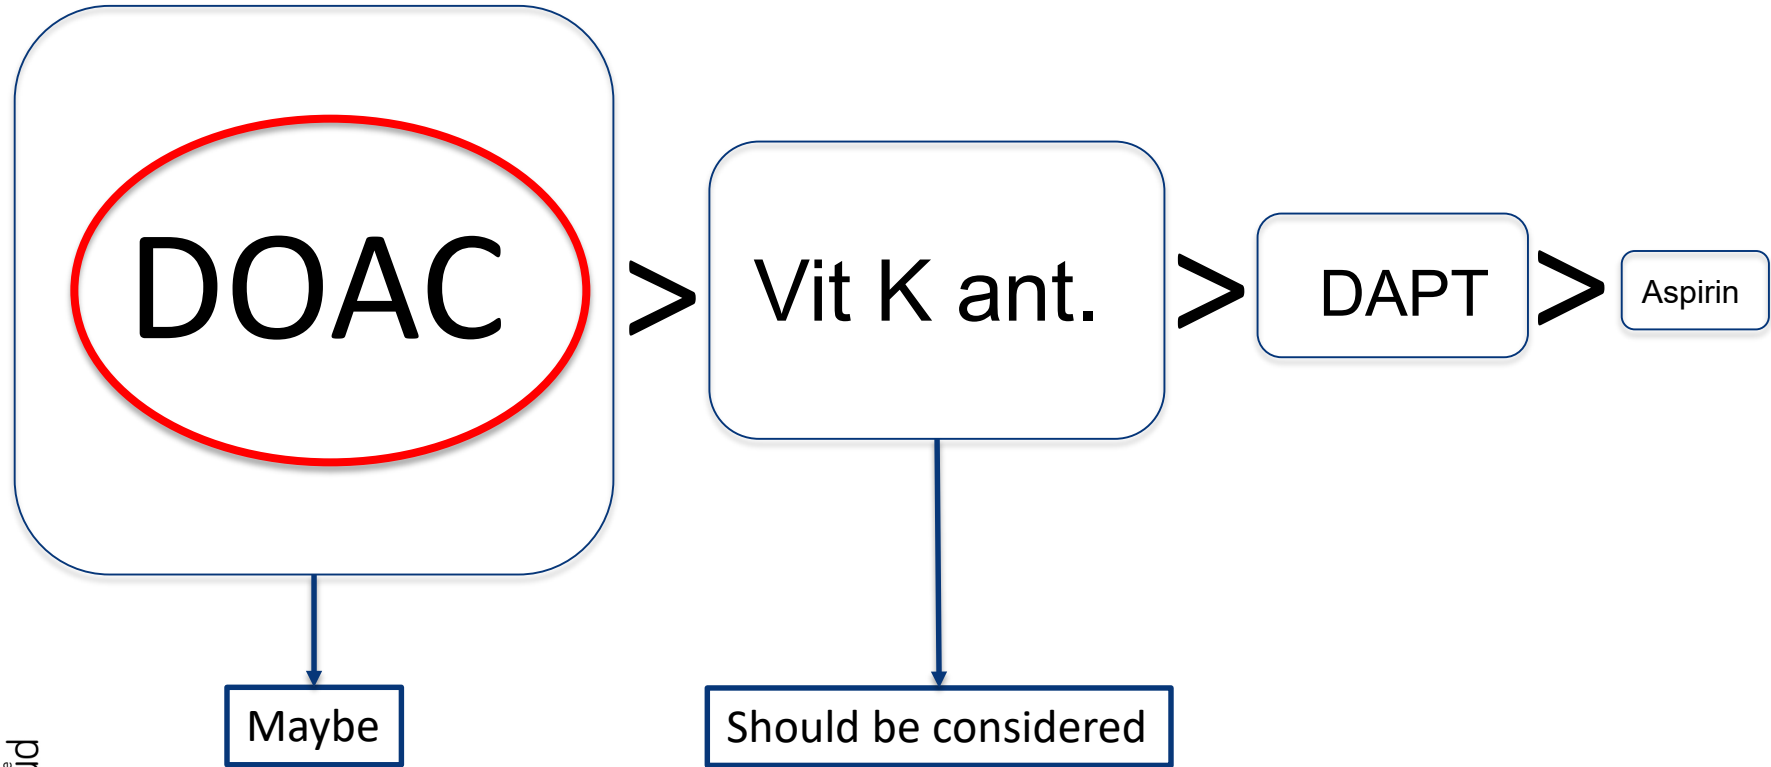 DOAC
>
Vit K ant.
>
DAPT
>
Aspirin
Maybe
Should be considered